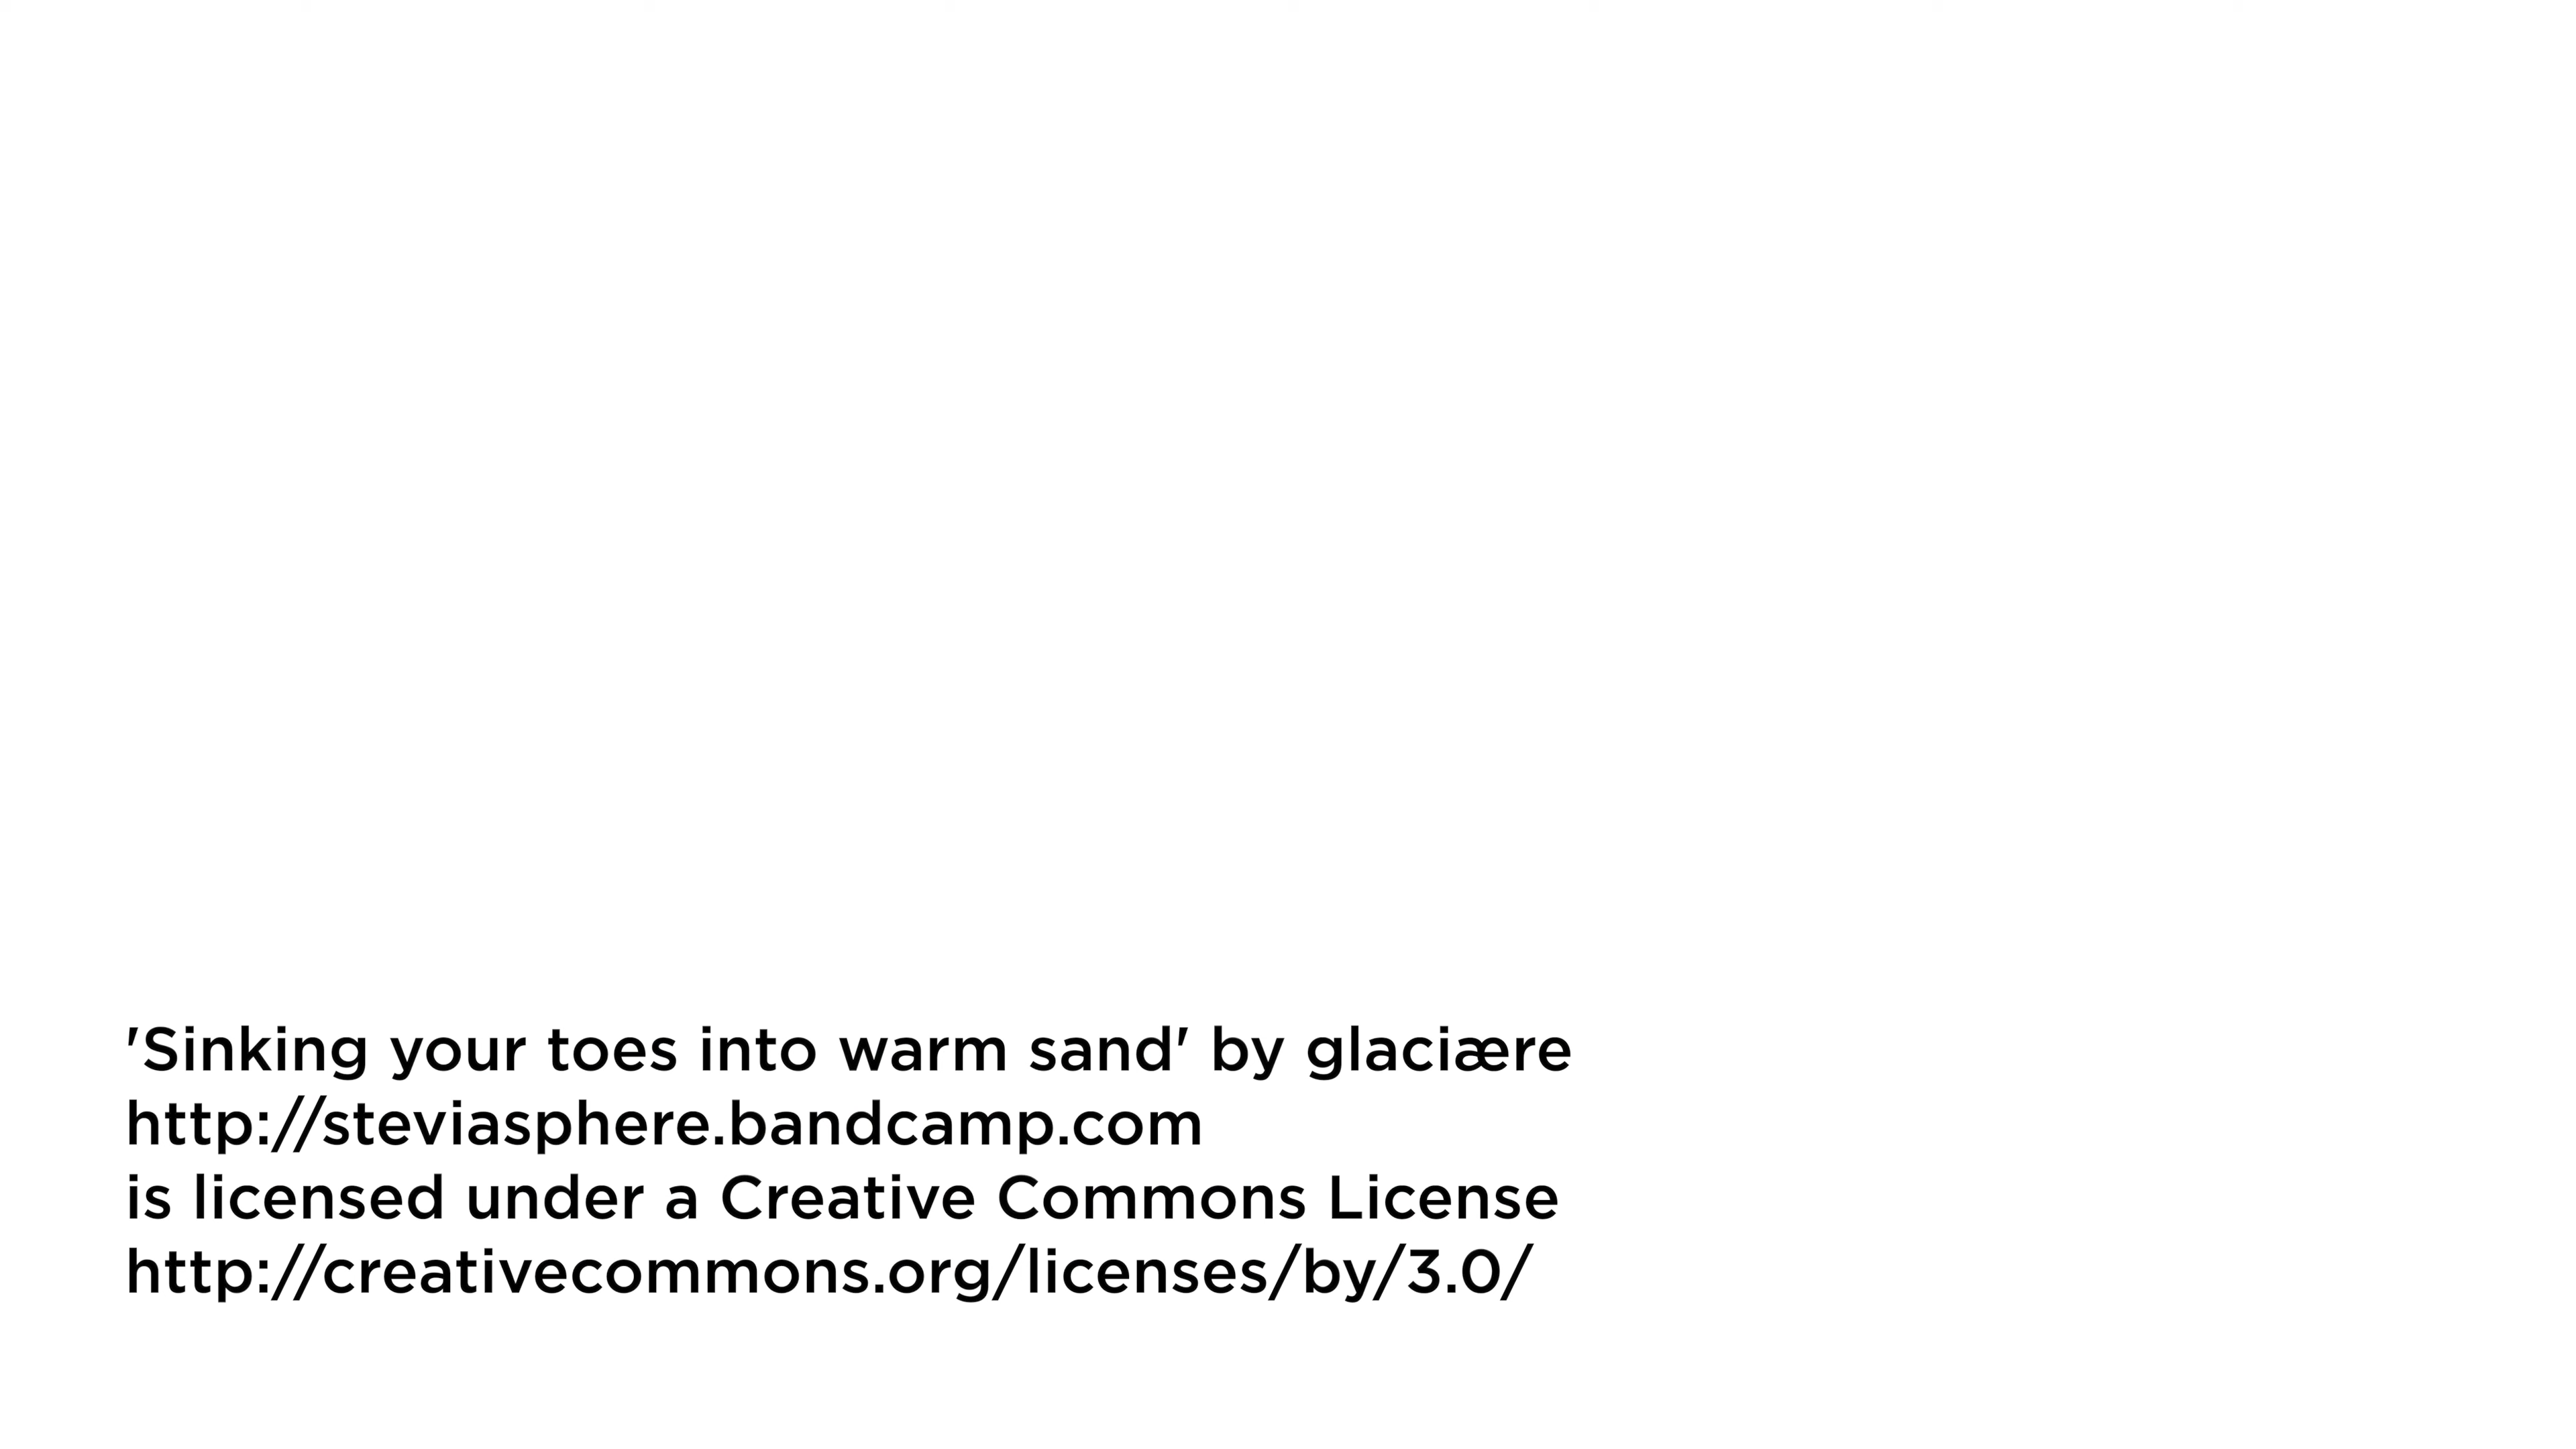 'Sinking your toes into warm sand' by glaciære
http://steviasphere.bandcamp.com
is licensed under a Creative Commons License
http://creativecommons.org/licenses/by/3.0/